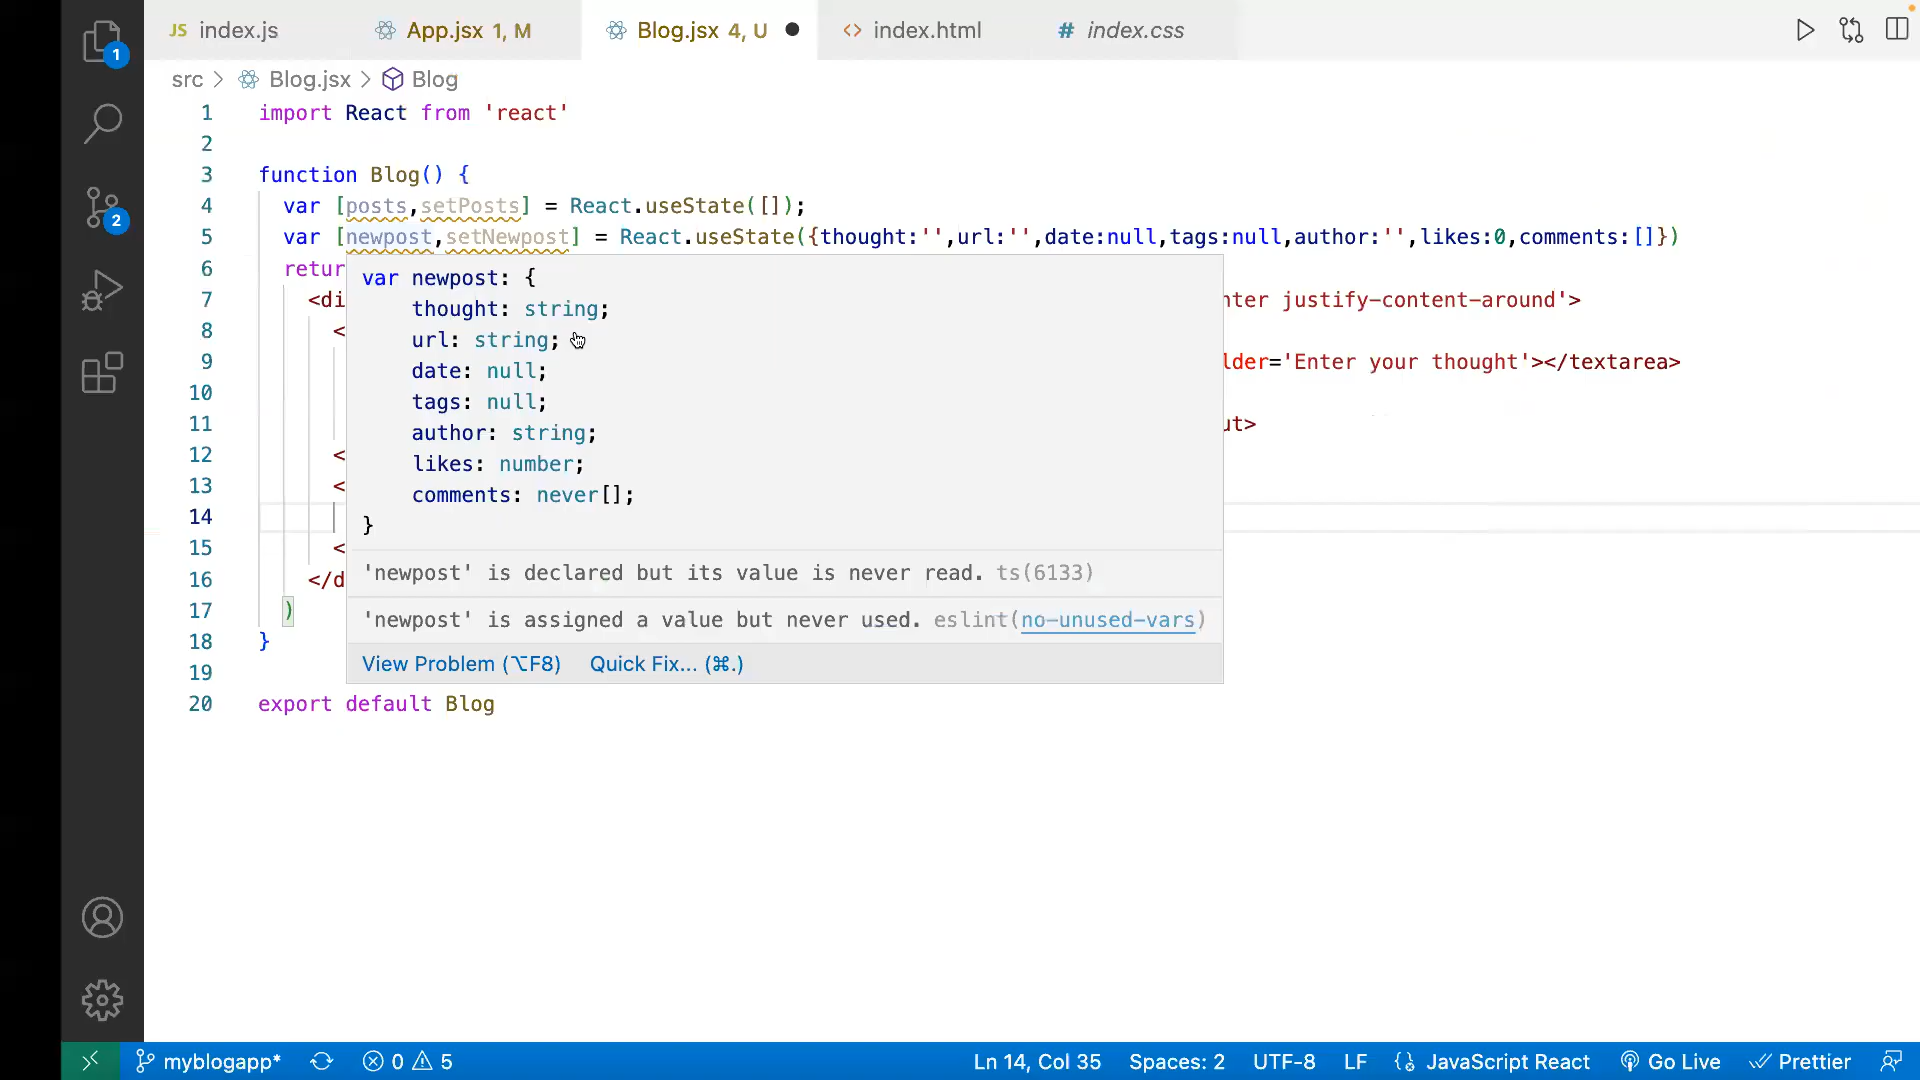 JS index.js App.jsx 1, M Blog.jsx 4, U <> index.html # index.css
1
src > Blog.jsx > Blog
1 import React from 'react'
2
3 function Blog() {
4 var [posts,setPosts] = React.useState([]);
5 var [newpost,setNewpost] = React.useState({thought:'',url:'',date:null,tags:null,author:'',likes:0,comments:[]})
2
6 retur
7 <di nter justify-content-around'>
8 <
9 lder='Enter your thought'></textarea>
10
11 ut>
12 <
13 <
14
15 <
16 </d
17 )
18 }
19
20 export default Blog
var newpost: {
thought: string;
url: string;
date: null;
tags: null;
author: string;
likes: number;
comments: never[];
}
'newpost' is declared but its value is never read. ts(6133)
'newpost' is assigned a value but never used. eslint(no-unused-vars)
View Problem (⌥F8) Quick Fix... (⌘.)
myblogapp* 0 5 Ln 14, Col 35 Spaces: 2 UTF-8 LF {} JavaScript React Go Live Prettier